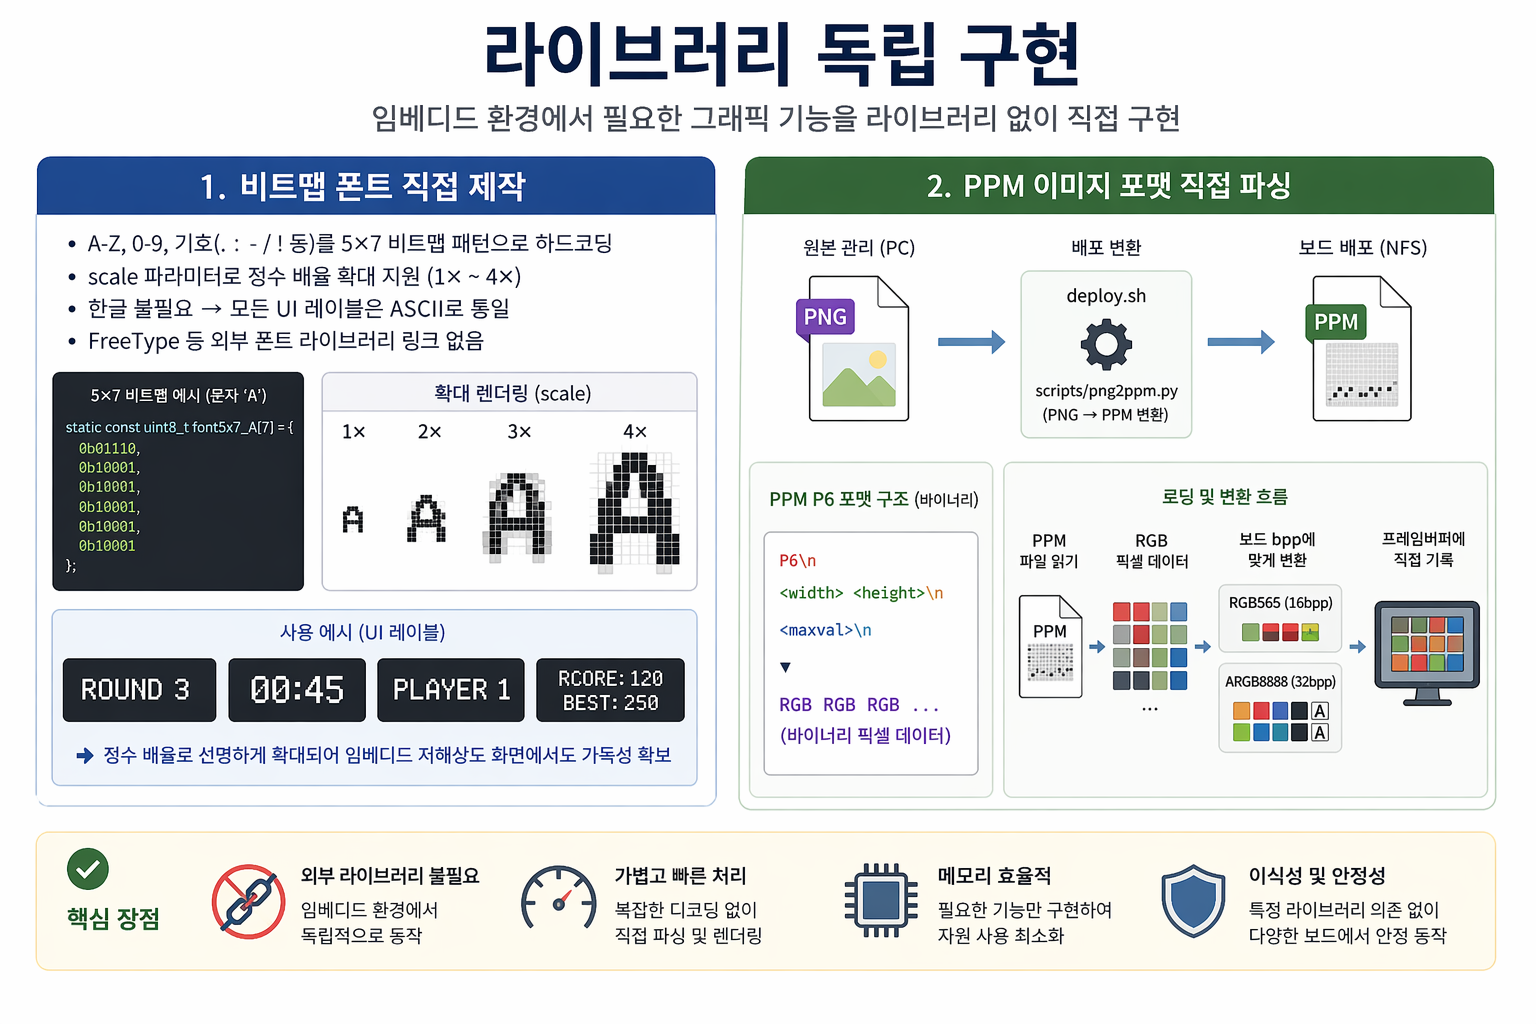 라이브러리 독립 구현
임베디드 환경에서 필요한 그래픽 기능을 라이브러리 없이 직접 구현
1. 비트맵 폰트 직접 제작
• A-Z, 0-9, 기호(. : - / ! 동)를 5×7 비트맵 패턴으로 하드코딩
• scale 파라미터로 정수 배율 확대 지원 (1× ~ 4×)
• 한글 불필요 → 모든 UI 레이블은 ASCII로 통일
• FreeType 등 외부 폰트 라이브러리 링크 없음
5×7 비트맵 에시 (문자 ‘A’)
static const uint8_t font5x7_A[7] = {
0b01110,
0b10001,
0b10001,
0b10001,
0b10001,
0b10001
};
확대 렌더링 (scale)
1× 2× 3× 4×
사용 에시 (UI 레이블)
ROUND 3
00:45
PLAYER 1
RCORE: 120
BEST: 250
➔ 정수 배율로 선명하게 확대되어 임베디드 저해상도 화면에서도 가독성 확보
2. PPM 이미지 포맷 직접 파싱
원본 관리 (PC)
PNG
배포 변환
deploy.sh
scripts/png2ppm.py
(PNG → PPM 변환)
보드 배포 (NFS)
PPM
PPM P6 포맷 구조 (바이너리)
P6\n
<width> <height>\n
<maxval>\n
▼
RGB RGB RGB ...
(바이너리 픽셀 데이터)
로딩 및 변환 흐름
PPM
파일 읽기
PPM
RGB
픽셀 데이터
...
보드 bpp에
맞게 변환
RGB565 (16bpp)
ARGB8888 (32bpp)
A
A
프레임버퍼에
직접 기록
핵심 장점
외부 라이브러리 불필요
임베디드 환경에서
독립적으로 동작
가볍고 빠른 처리
복잡한 디코딩 없이
직접 파싱 및 렌더링
메모리 효율적
필요한 기능만 구현하여
자원 사용 최소화
이식성 및 안정성
특정 라이브러리 의존 없이
다양한 보드에서 안정 동작